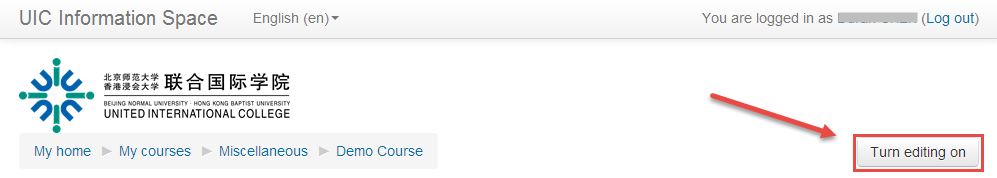 UIC Information Space English (en) You are logged in as (Log out)
北京师范大学
香港浸会大学 联合国际学院
BEIJING NORMAL UNIVERSITY · HONG KONG BAPTIST UNIVERSITY
UNITED INTERNATIONAL COLLEGE
My home My courses Miscellaneous Demo Course Turn editing on